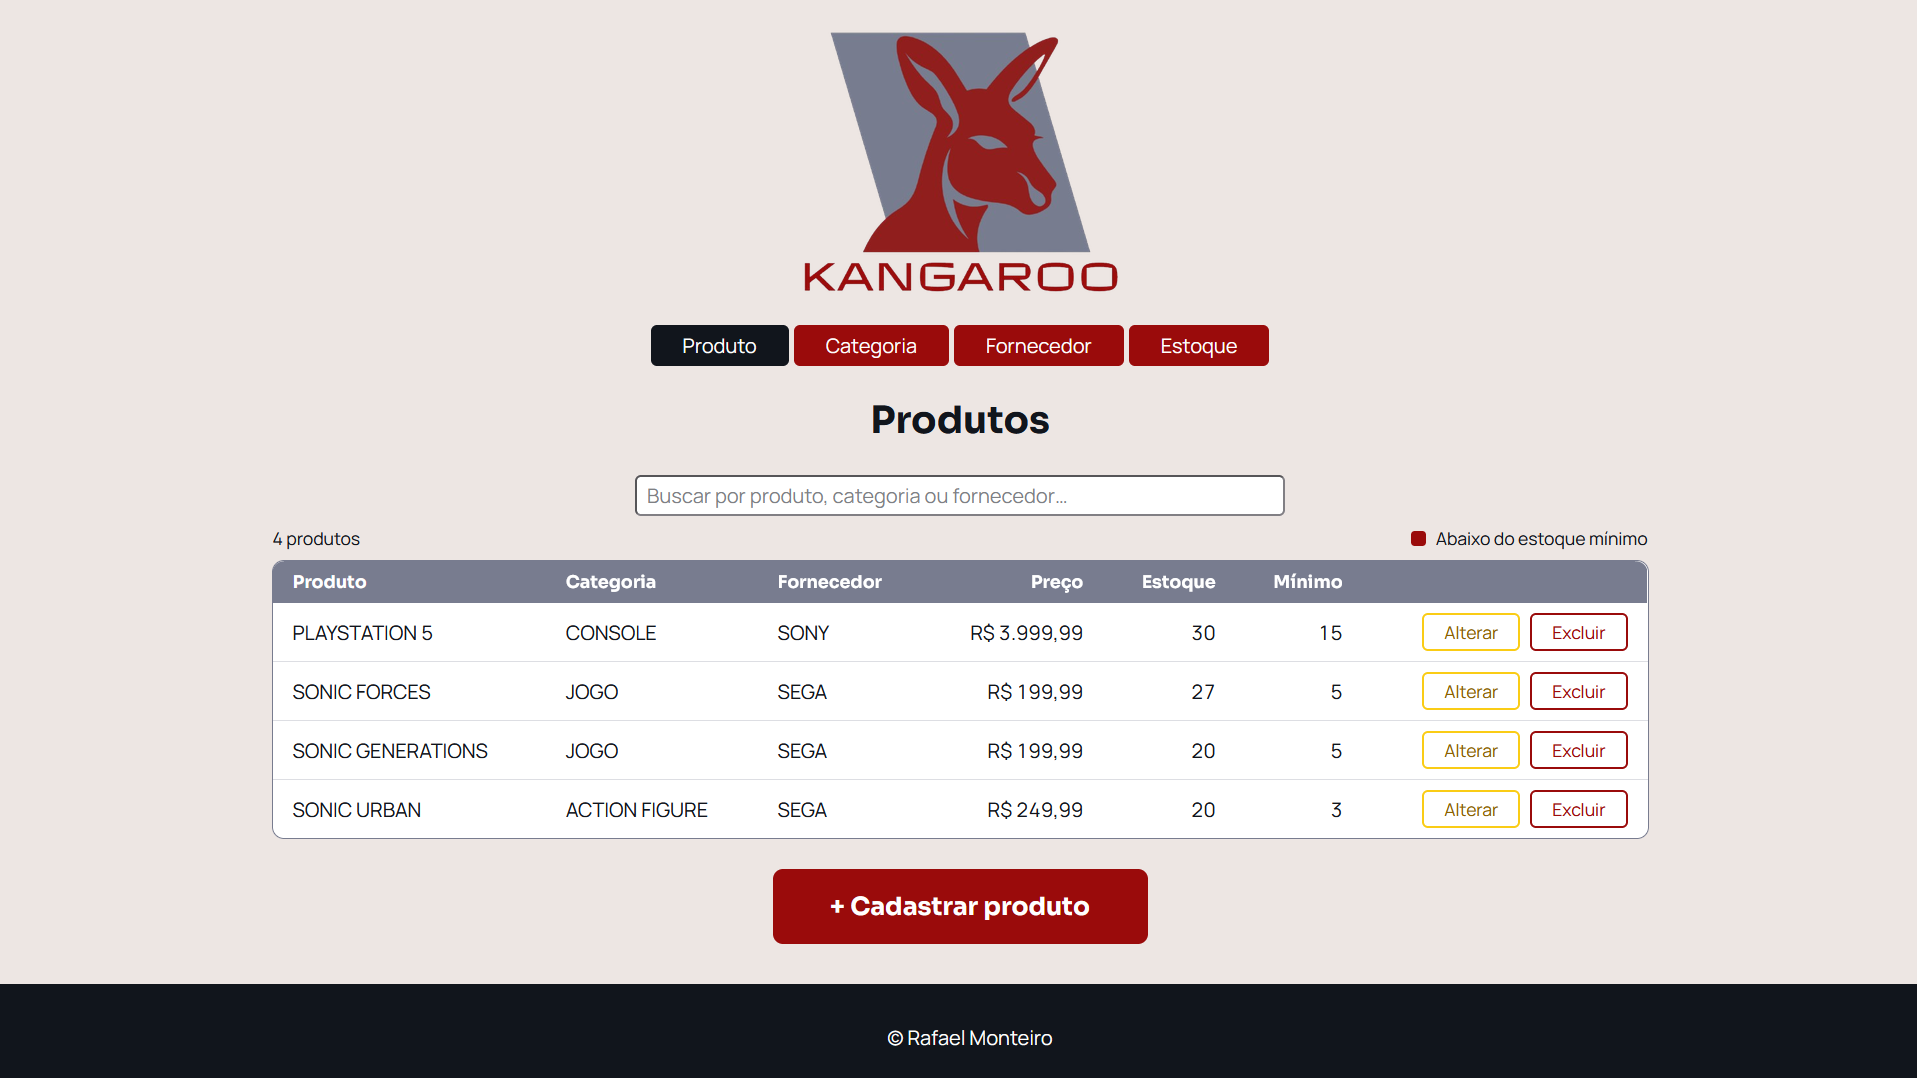 KANGAROO
Produto Categoria Fornecedor Estoque
Produtos
Buscar por produto, categoria ou fornecedor...
4 produtos Abaixo do estoque mínimo
Produto Categoria Fornecedor Preço Estoque Mínimo
PLAYSTATION 5 CONSOLE SONY R$ 3.999,99 30 15 Alterar Excluir
SONIC FORCES JOGO SEGA R$ 199,99 27 5 Alterar Excluir
SONIC GENERATIONS JOGO SEGA R$ 199,99 20 5 Alterar Excluir
SONIC URBAN ACTION FIGURE SEGA R$ 249,99 20 3 Alterar Excluir
+ Cadastrar produto
© Rafael Monteiro